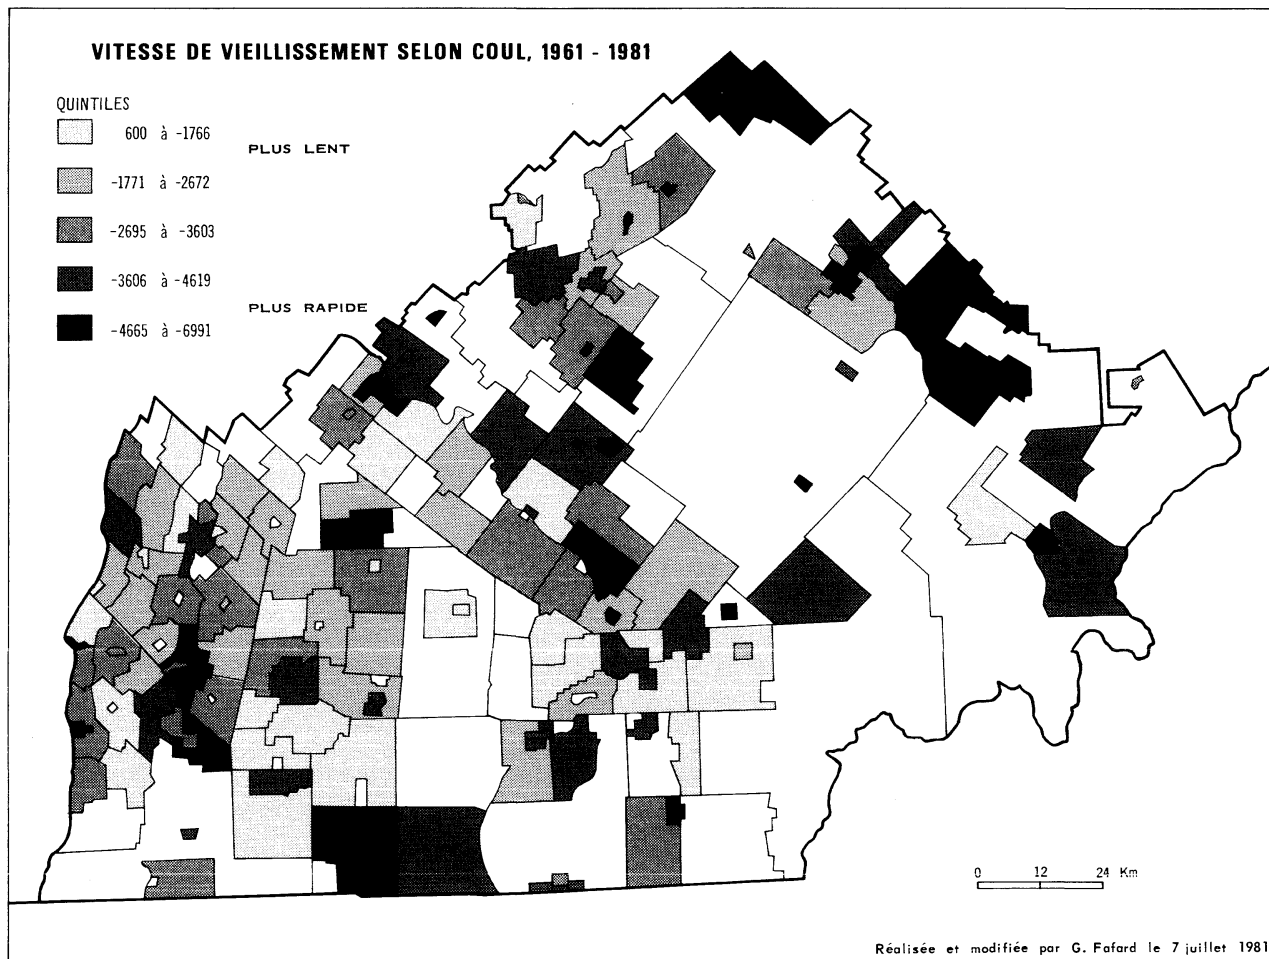 VITESSE DE VIEILLISSEMENT SELON COUL, 1961 - 1981
QUINTILES
600 à -1766
PLUS LENT
-1771 à -2672
-2695 à -3603
-3606 à -4619
PLUS RAPIDE
-4665 à -6991
0 12 24 Km
Réalisée et modifiée par G. Fafard le 7 juillet 1981